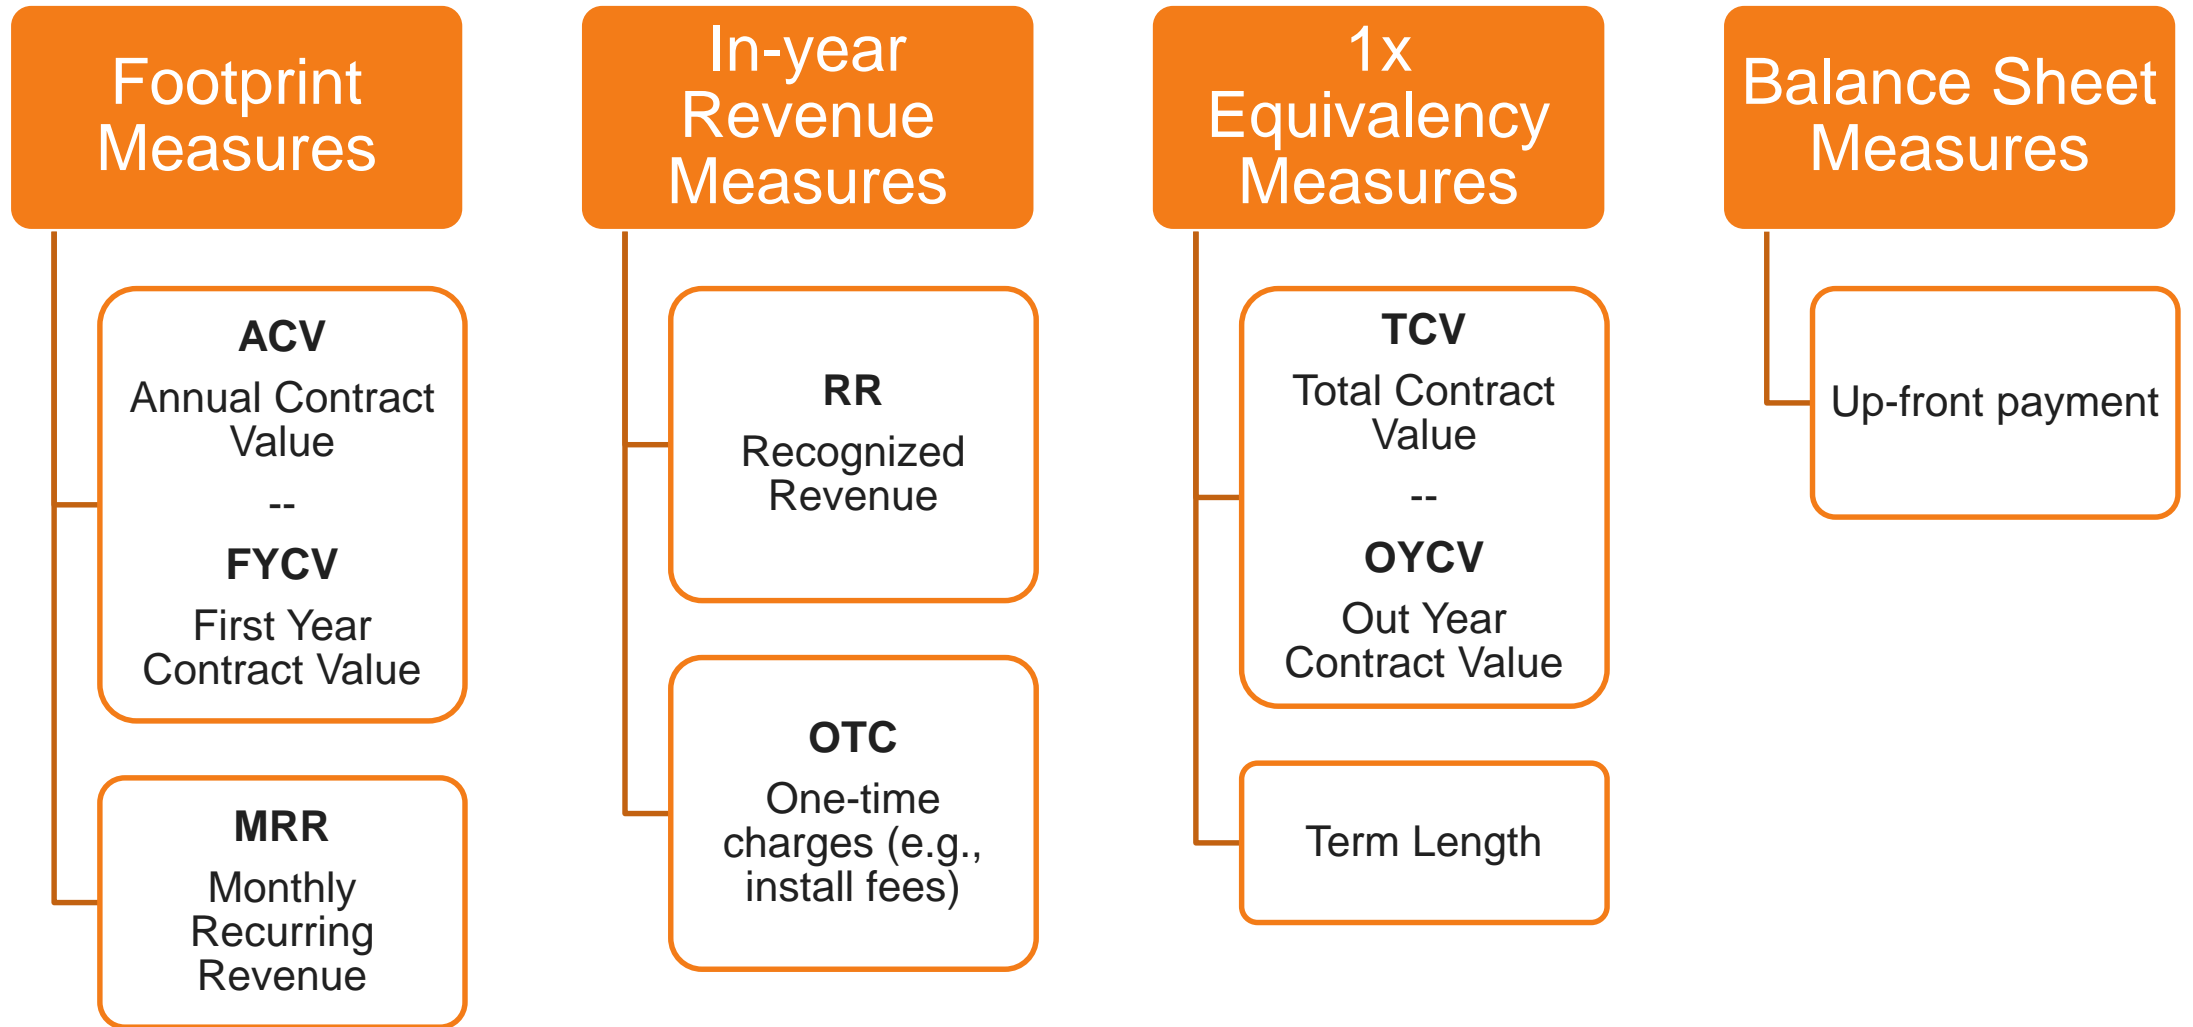 Footprint
Measures
ACV
Annual Contract
Value
--
FYCV
First Year
Contract Value
MRR
Monthly
Recurring
Revenue
In-year
Revenue
Measures
RR
Recognized
Revenue
OTC
One-time
charges (e.g.,
install fees)
1x
Equivalency
Measures
TCV
Total Contract
Value
--
OYCV
Out Year
Contract Value
Term Length
Balance Sheet
Measures
Up-front payment